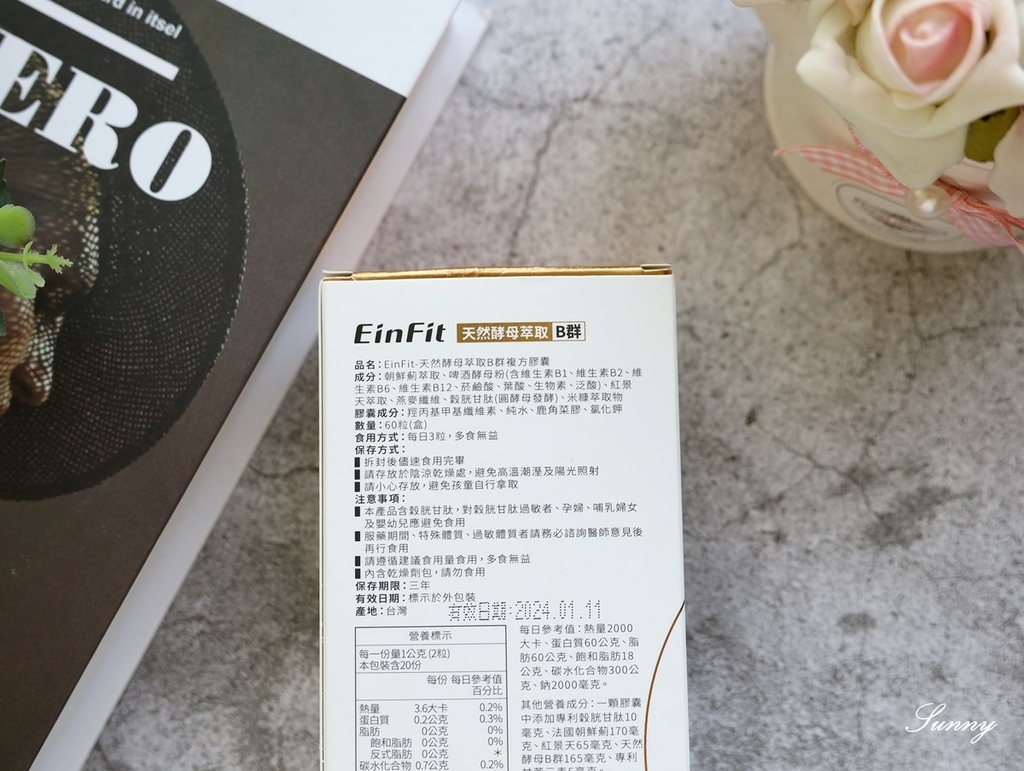 rd in itself
ERO
EinFit 天然酵母萃取 B群
品名：EinFit-天然酵母萃取B群複方膠囊
成分：朝鮮薊萃取、啤酒酵母粉(含維生素B1、維生素B2、維
生素B6、維生素B12、菸鹼酸、葉酸、生物素、泛酸)、紅景
天萃取、燕麥纖維、穀胱甘肽(圓酵母發酵)、米糠萃取物
膠囊成分：羥丙基甲基纖維素、純水、鹿角菜膠、氯化鉀
數量：60粒(盒)
食用方式：每日3粒，多食無益
保存方式：
▮拆封後儘速食用完畢
▮請存放於陰涼乾燥處，避免高溫潮溼及陽光照射
▮請小心存放，避免孩童自行拿取
注意事項：
▮本產品含穀胱甘肽，對穀胱甘肽過敏者、孕婦、哺乳婦女
及嬰幼兒應避免食用
▮服藥期間、特殊體質、過敏體質者請務必諮詢醫師意見後
再行食用
▮請遵循建議食用量食用，多食無益
▮內含乾燥劑包，請勿食用
保存期限：三年
有效日期：標示於外包裝
產地：台灣
有效日期:2024.01.11
營養標示
每一份量1公克(2粒)
本包裝含20份
每份 每日參考值
百分比
熱量 3.6大卡 0.2%
蛋白質 0.2公克 0.3%
脂肪 0公克 0%
飽和脂肪 0公克 0%
反式脂肪 0公克 *
碳水化合物 0.7公克 0.2%
每日參考值：熱量2000
大卡、蛋白質60公克、脂
肪60公克、飽和脂肪18
公克、碳水化合物300公
克、鈉2000毫克。
其他營養成分：一顆膠囊
中添加專利穀胱甘肽10
毫克、法國朝鮮薊170毫
克、紅景天65毫克、天然
酵母B群165毫克、專利
Sunny